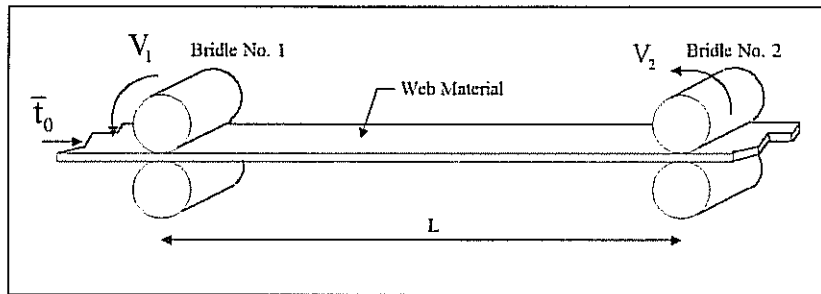 V₁
Bridle No. 1
V₂
Bridle No. 2
Web Material
t̄₀
L